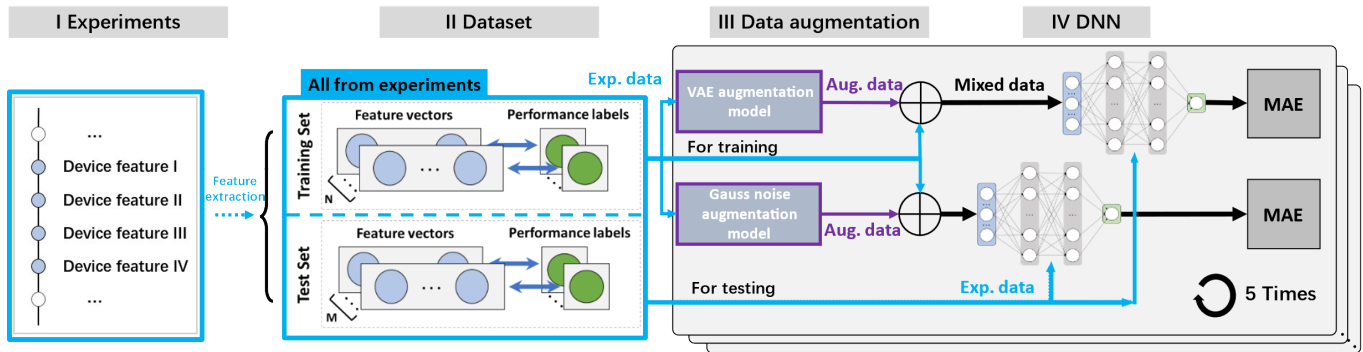 I Experiments
II Dataset
III Data augmentation
IV DNN
...
Device feature I
Device feature II
Device feature III
Device feature IV
...
Feature
extraction
All from experiments
Training Set
Feature vectors
Performance labels
...
N
Test Set
Feature vectors
Performance labels
...
M
Exp. data
VAE augmentation
model
Aug. data
Mixed data
...
...
MAE
For training
Gauss noise
augmentation
model
Aug. data
...
...
MAE
For testing
Exp. data
5 Times